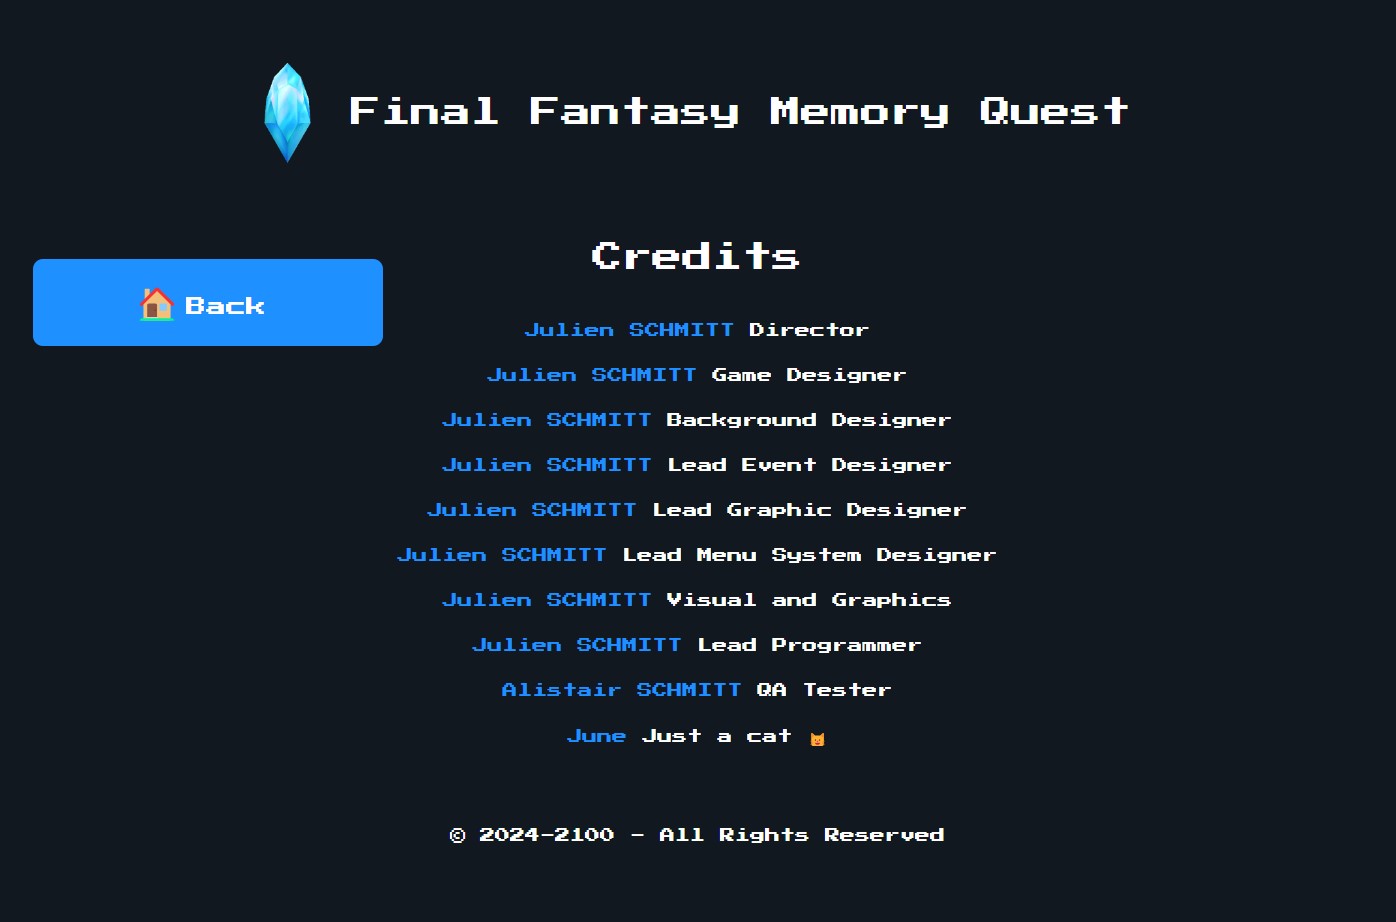 Final Fantasy Memory Quest
Credits
Back
Julien SCHMITT Director
Julien SCHMITT Game Designer
Julien SCHMITT Background Designer
Julien SCHMITT Lead Event Designer
Julien SCHMITT Lead Graphic Designer
Julien SCHMITT Lead Menu System Designer
Julien SCHMITT Visual and Graphics
Julien SCHMITT Lead Programmer
Alistair SCHMITT QA Tester
June Just a cat 🐱
© 2024-2100 - All Rights Reserved